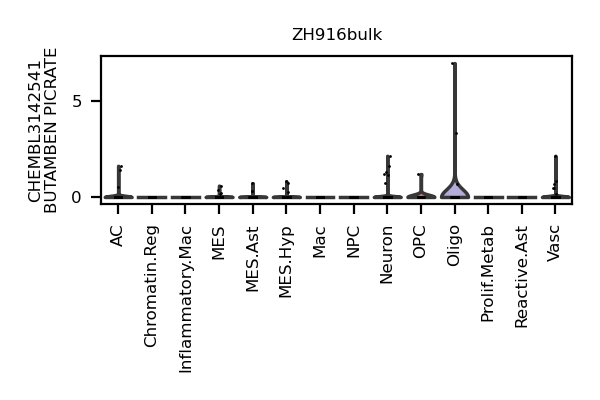 ZH916bulk
CHEMBL3142541
BUTAMBEN PICRATE
5
0
AC
Chromatin.Reg
Inflammatory.Mac
MES
MES.Ast
MES.Hyp
Mac
NPC
Neuron
OPC
Oligo
Prolif.Metab
Reactive.Ast
Vasc